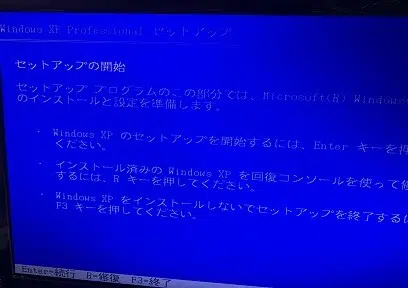 Windows XP Professional セットアップ
セットアップの開始
セットアップ プログラムのこの部分では、Microsoft(R) Windows
のインストールと設定を準備します。
・ Windows XP のセットアップを開始するには、Enter キーを押
ください。
・ インストール済みの Windows XP を回復コンソールを使って修
するには、R キーを押してください。
・ Windows XP をインストールしないでセットアップを終了するに
F3 キーを押してください。
Enter=続行 R=修復 F3=終了